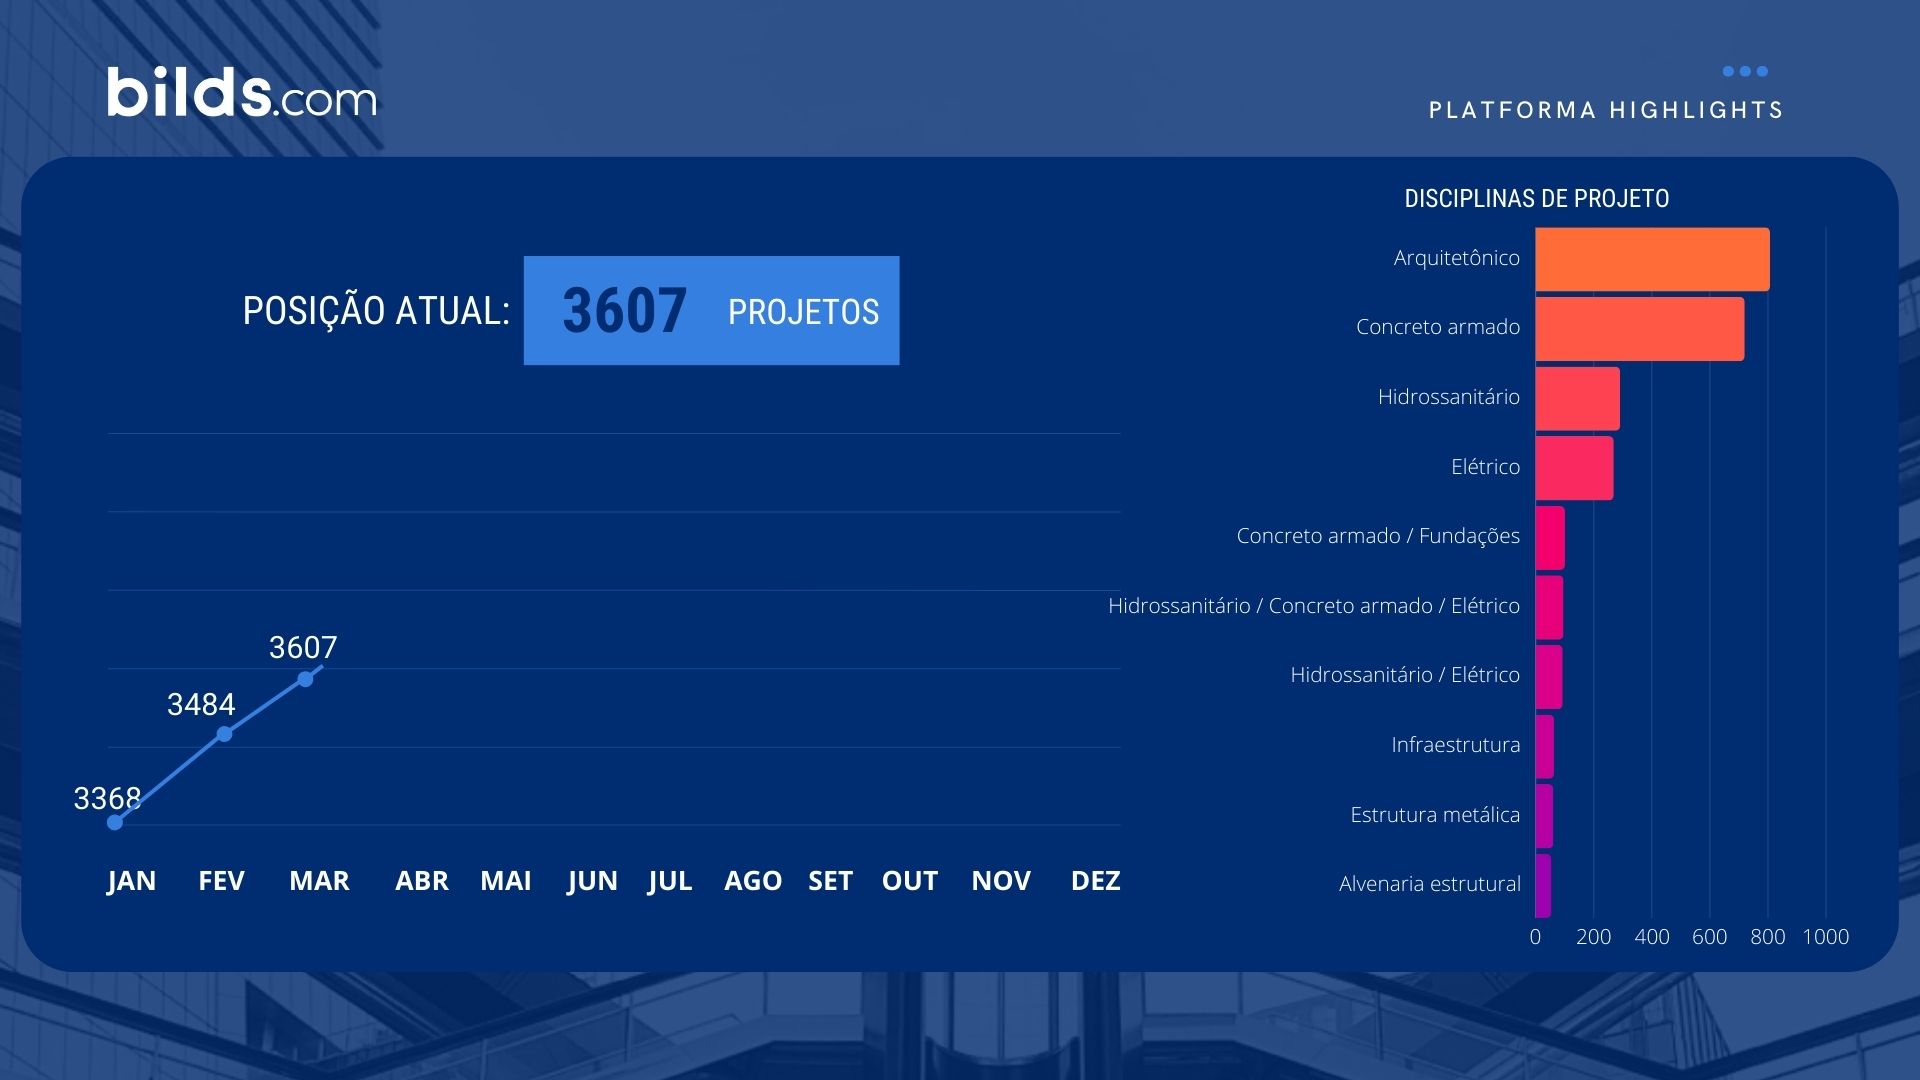 bilds.com
PLATFORMA HIGHLIGHTS
POSIÇÃO ATUAL: 3607 PROJETOS
3607
3484
3368
JAN FEV MAR ABR MAI JUN JUL AGO SET OUT NOV DEZ
DISCIPLINAS DE PROJETO
Arquitetônico
Concreto armado
Hidrossanitário
Elétrico
Concreto armado / Fundações
Hidrossanitário / Concreto armado / Elétrico
Hidrossanitário / Elétrico
Infraestrutura
Estrutura metálica
Alvenaria estrutural
0 200 400 600 800 1000